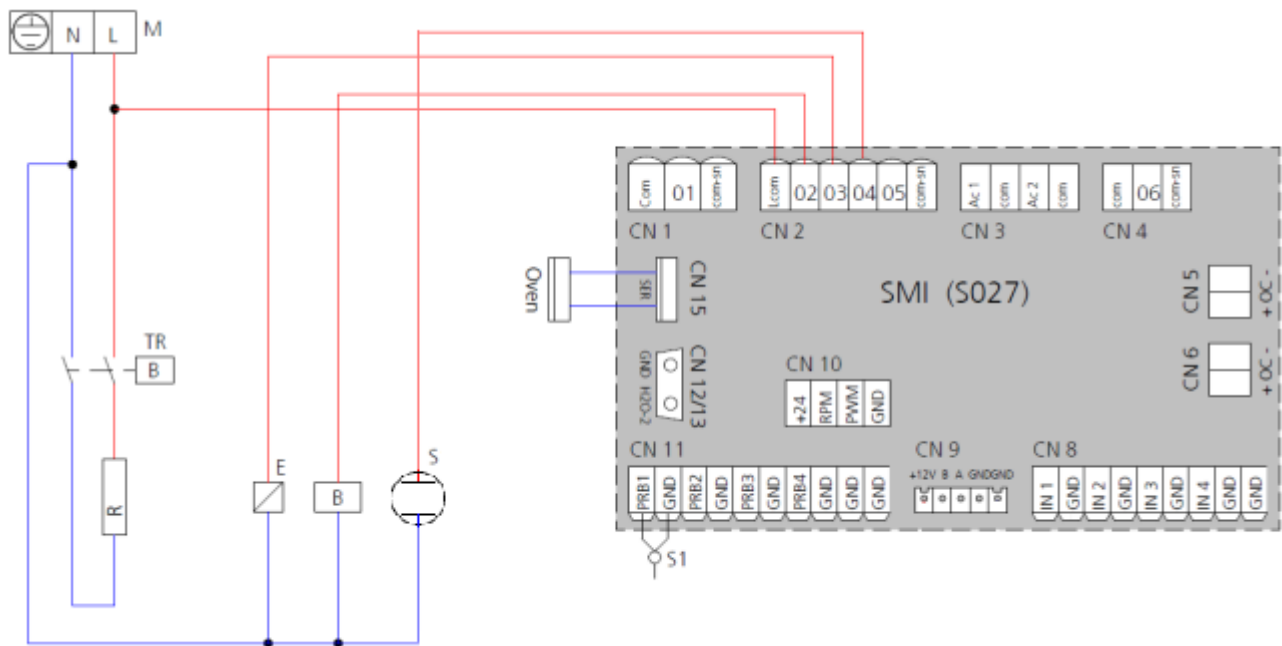 N L M
Com 01 com-sn Lcom 02 03 04 05 com-sn Ac 1 com Ac 2 com com 06 com-sn
CN 1 CN 2 CN 3 CN 4
Oven SER CN 15
SMI (S027)
CN 5 + OC -
TR
B
GND H2O-2 CN 12/13
CN 10
+24 RPM PWM GND
CN 6 + OC -
E B S
R
CN 11 CN 9 CN 8
+12V B A GND GND
PRB1 GND PRB2 GND PRB3 GND PRB4 GND GND GND
IN 1 GND IN 2 GND IN 3 GND IN 4 GND GND
S1